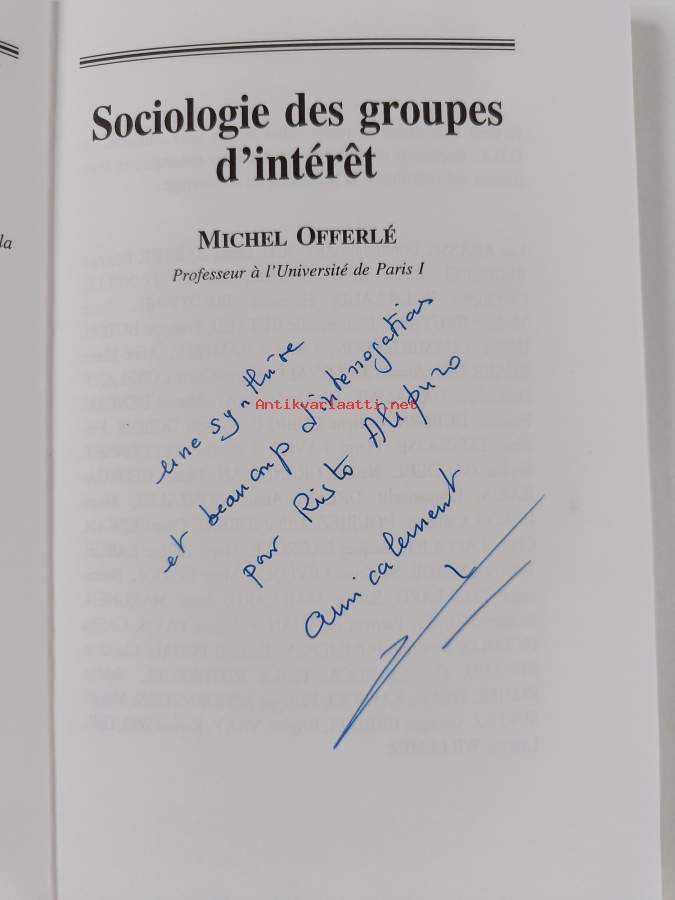 Sociologie des groupes
d'intérêt
MICHEL OFFERLÉ
Professeur à l'Université de Paris I
la
une synthèse
et beaucoup d'interrogations
pour Risto Alapuro
amicalement
Antikvariaatti.net